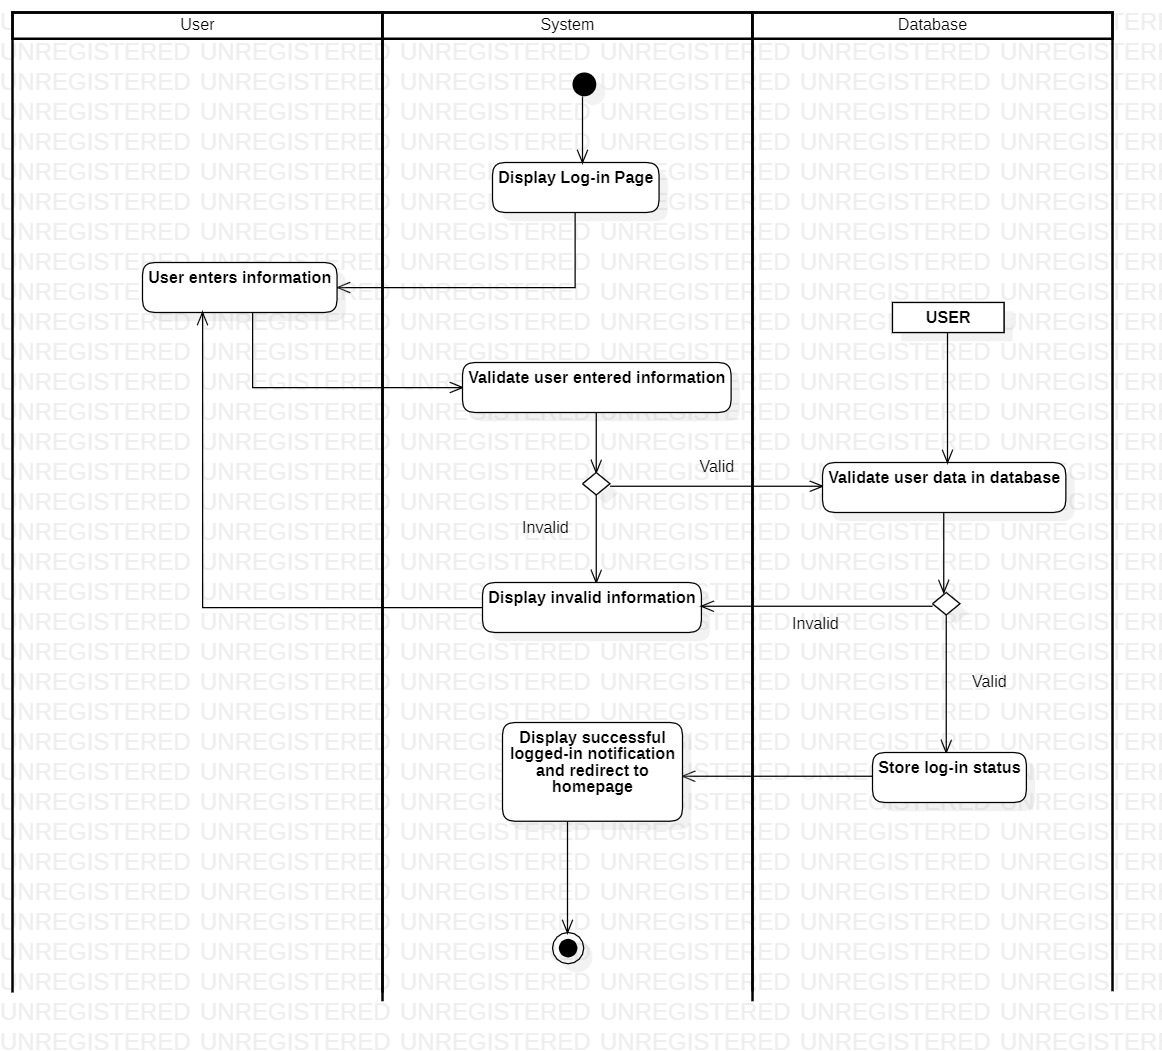 User
System
Database
Display Log-in Page
User enters information
USER
Validate user entered information
Valid
Validate user data in database
Invalid
Display invalid information
Invalid
Valid
Display successful
logged-in notification
and redirect to
homepage
Store log-in status
UNREGISTERED